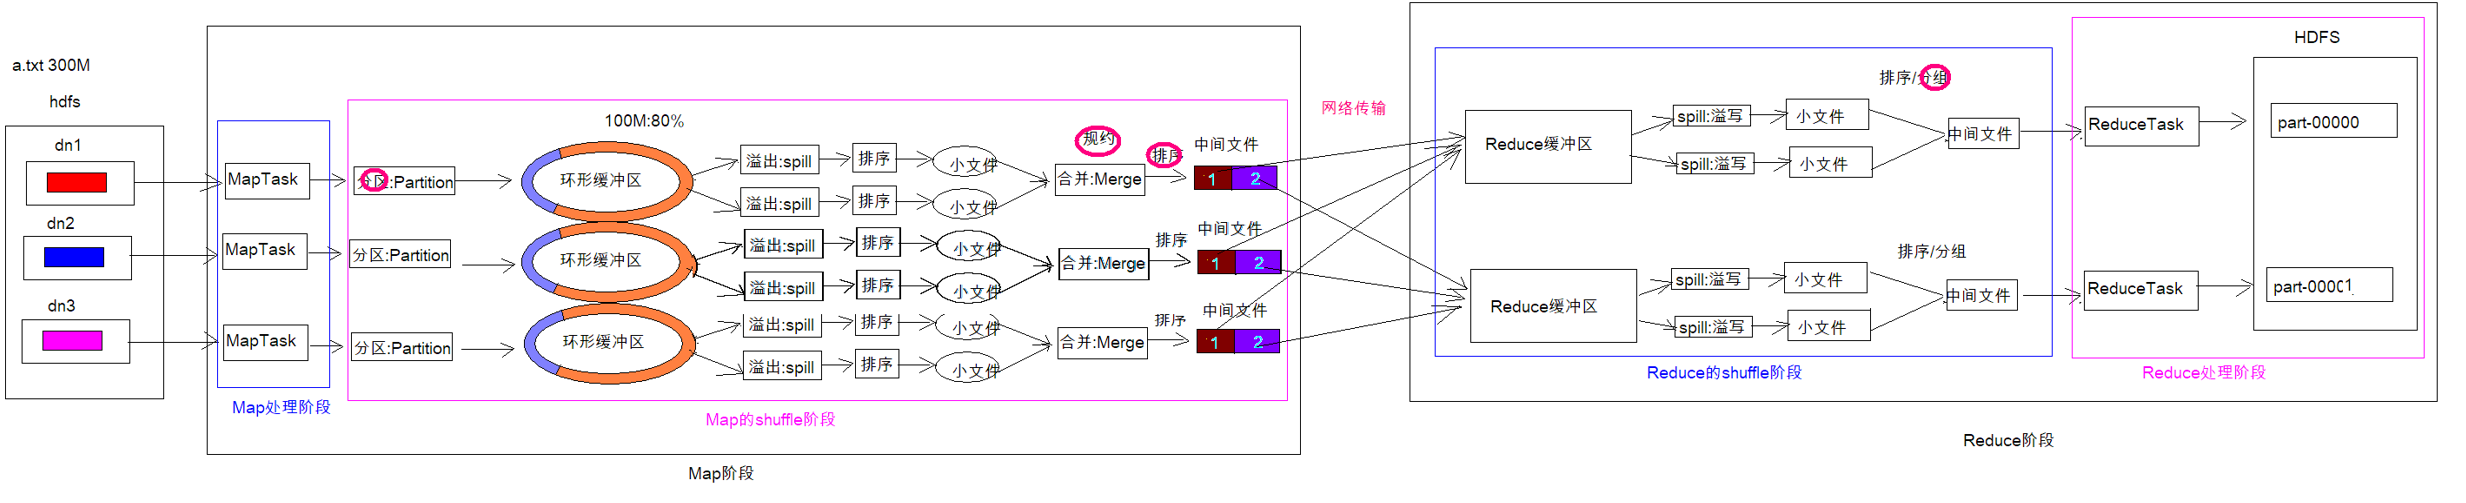 a.txt 300M
hdfs
dn1
dn2
dn3
MapTask
MapTask
MapTask
Map处理阶段
100M:80%
分区:Partition
环形缓冲区
溢出:spill
排序
小文件
溢出:spill
排序
小文件
规约
合并:Merge
排序
中间文件
1 2
分区:Partition
环形缓冲区
溢出:spill
排序
小文件
溢出:spill
排序
小文件
合并:Merge
排序
中间文件
1 2
分区:Partition
环形缓冲区
溢出:spill
排序
小文件
溢出:spill
排序
小文件
合并:Merge
排序
中间文件
1 2
Map的shuffle阶段
Map阶段
网络传输
Reduce缓冲区
spill:溢写
小文件
spill:溢写
小文件
排序/分组
中间文件
Reduce缓冲区
spill:溢写
小文件
spill:溢写
小文件
排序/分组
中间文件
Reduce的shuffle阶段
ReduceTask
ReduceTask
HDFS
part-00000
part-00001
Reduce处理阶段
Reduce阶段